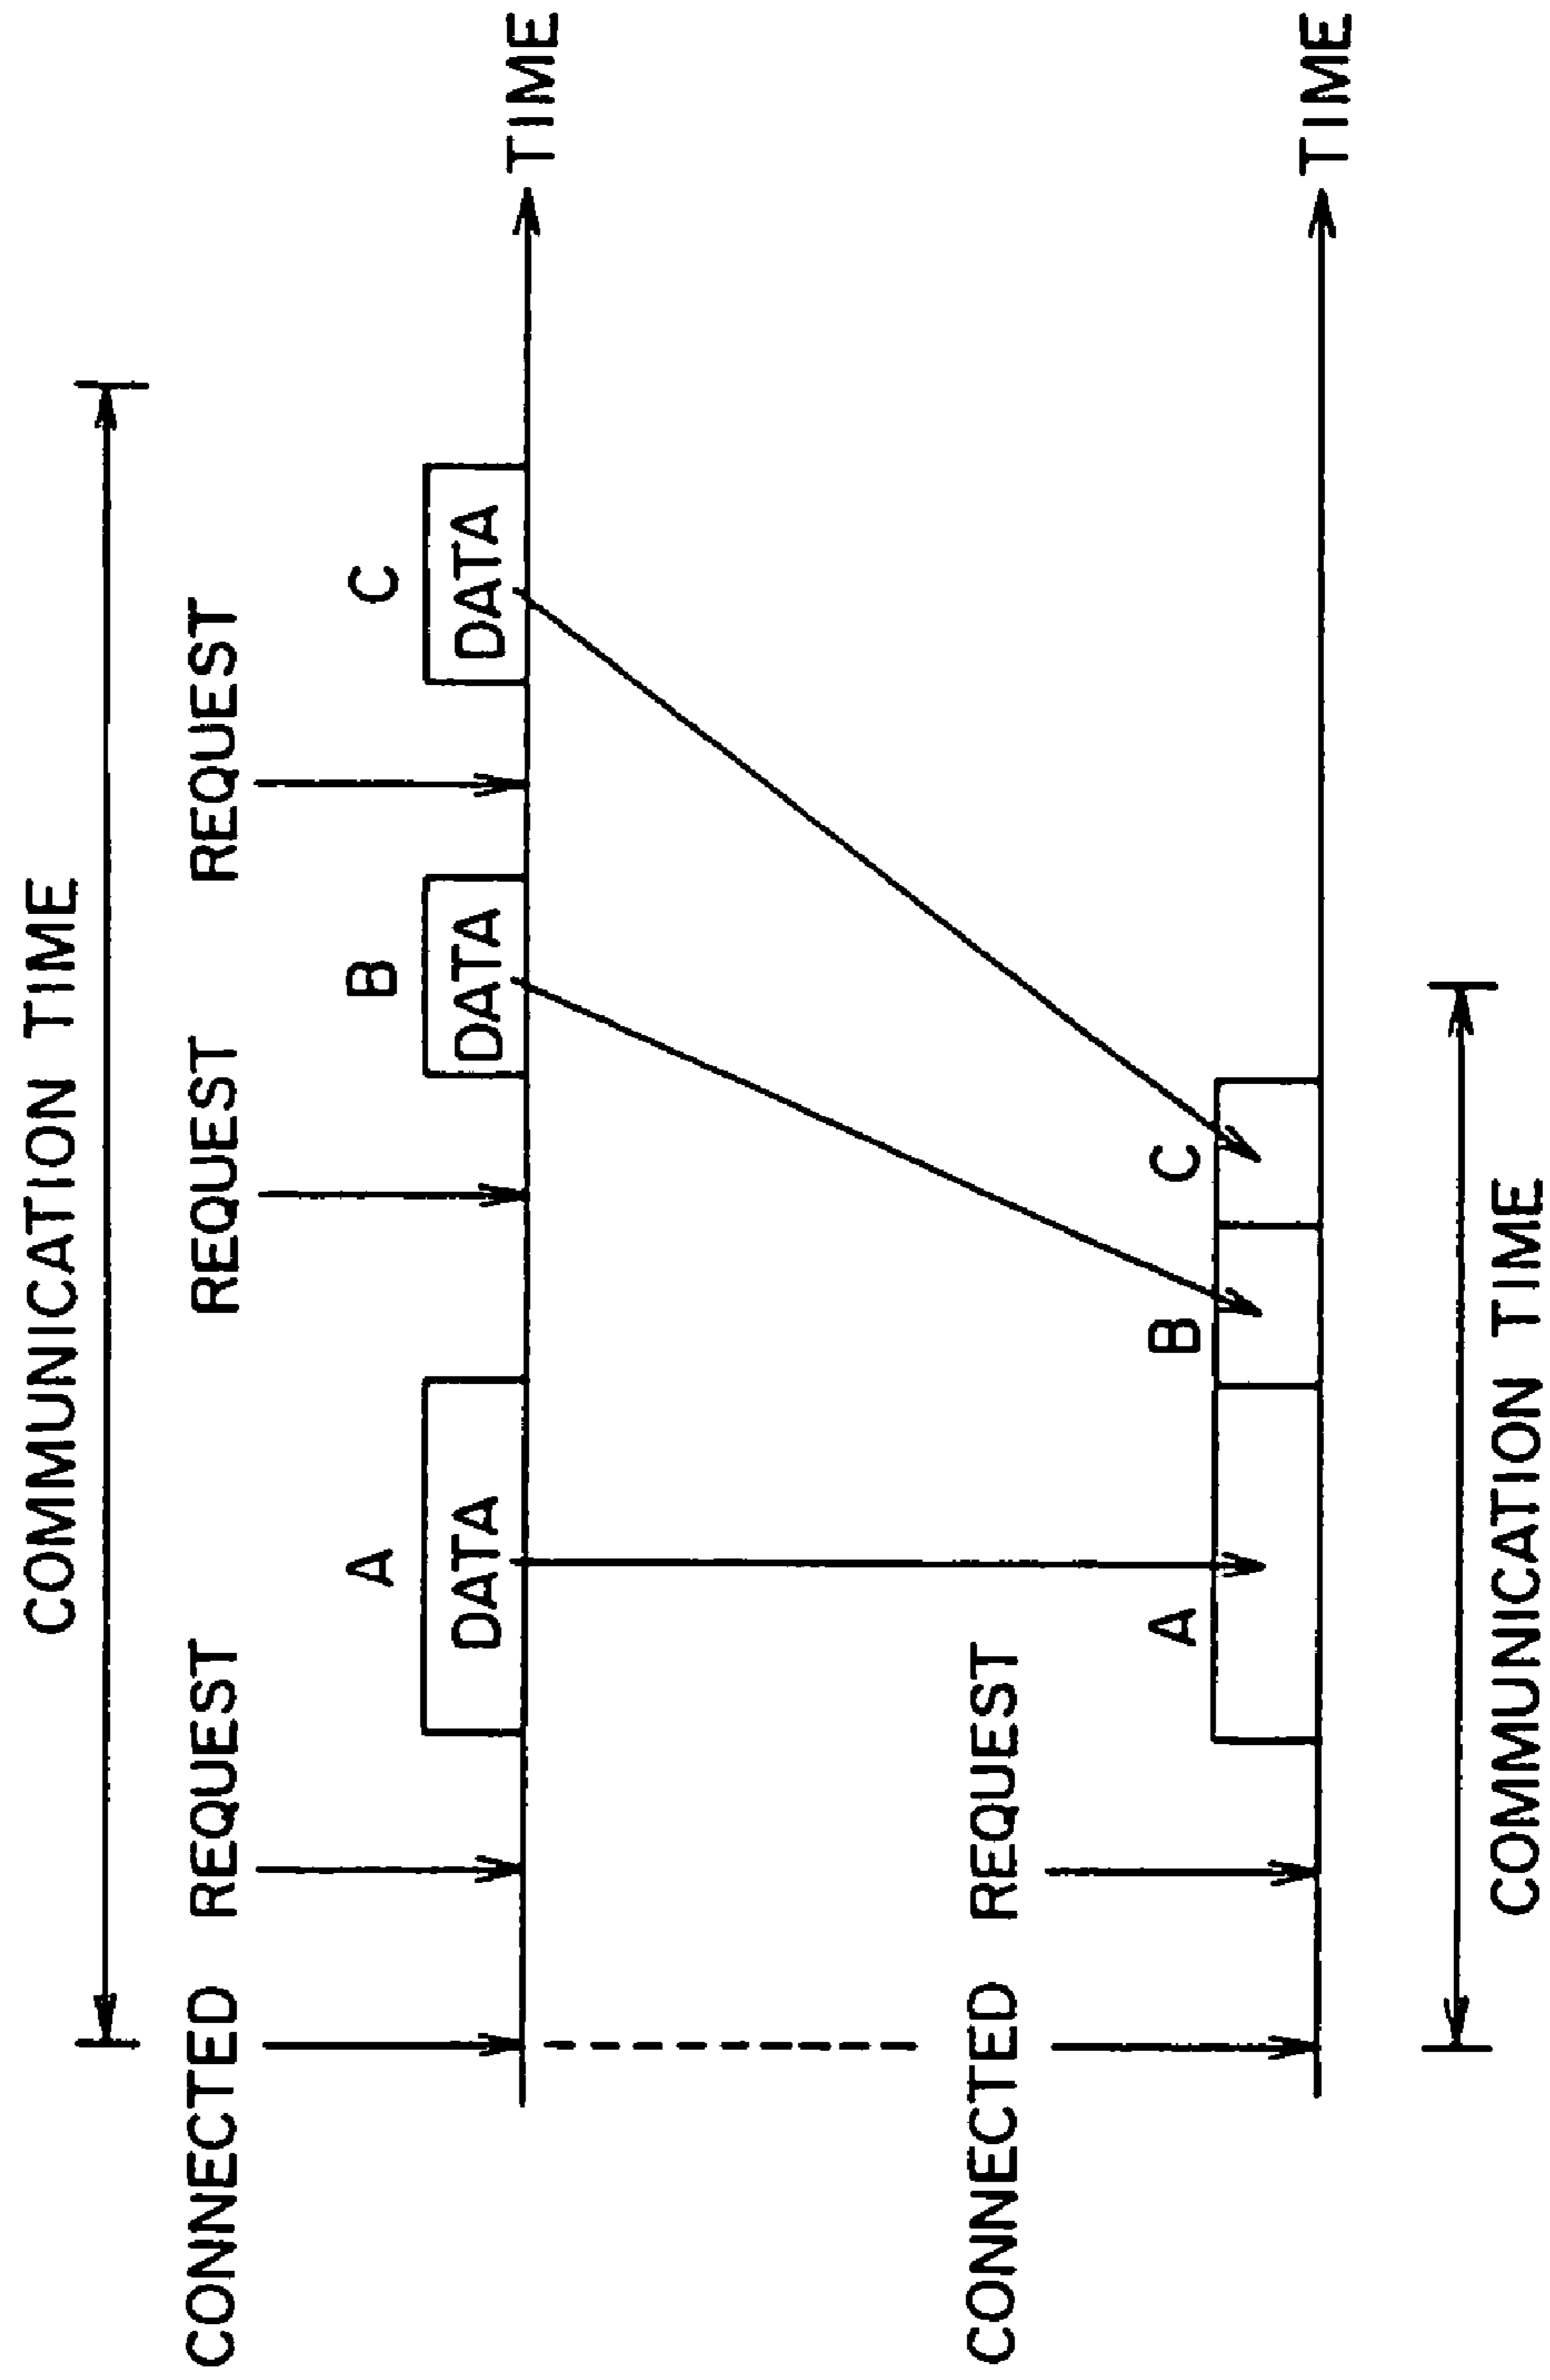 COMMUNICATION TIME
CONNECTED REQUEST REQUEST REQUEST
A B C
DATA DATA DATA
TIME
CONNECTED REQUEST
A B C
TIME
COMMUNICATION TIME